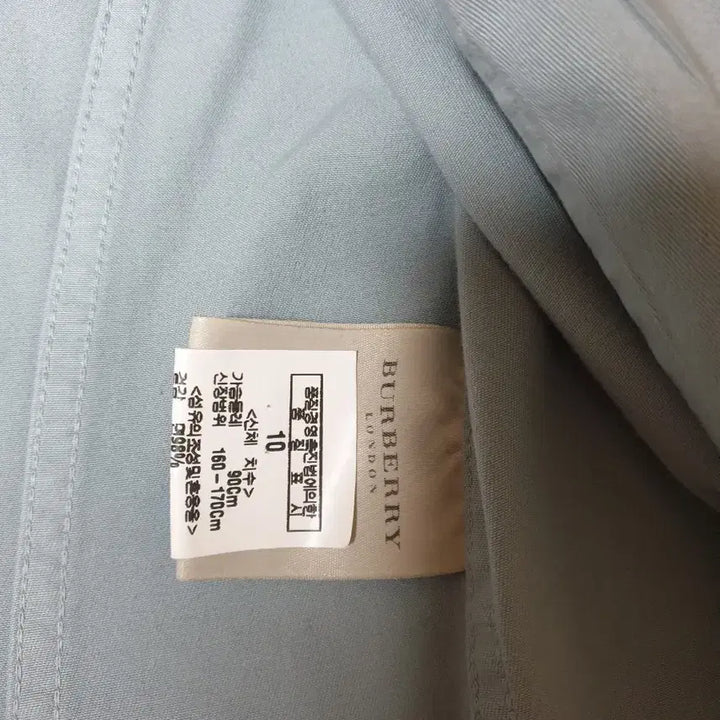 BURBERRY
LONDON
품질경영촉진법에의한
품 질 표 시
10
<신체 치수>
가슴둘레 90Cm
신장범위 160-170Cm
<섬유의조성및혼용율>
겉감 면98%